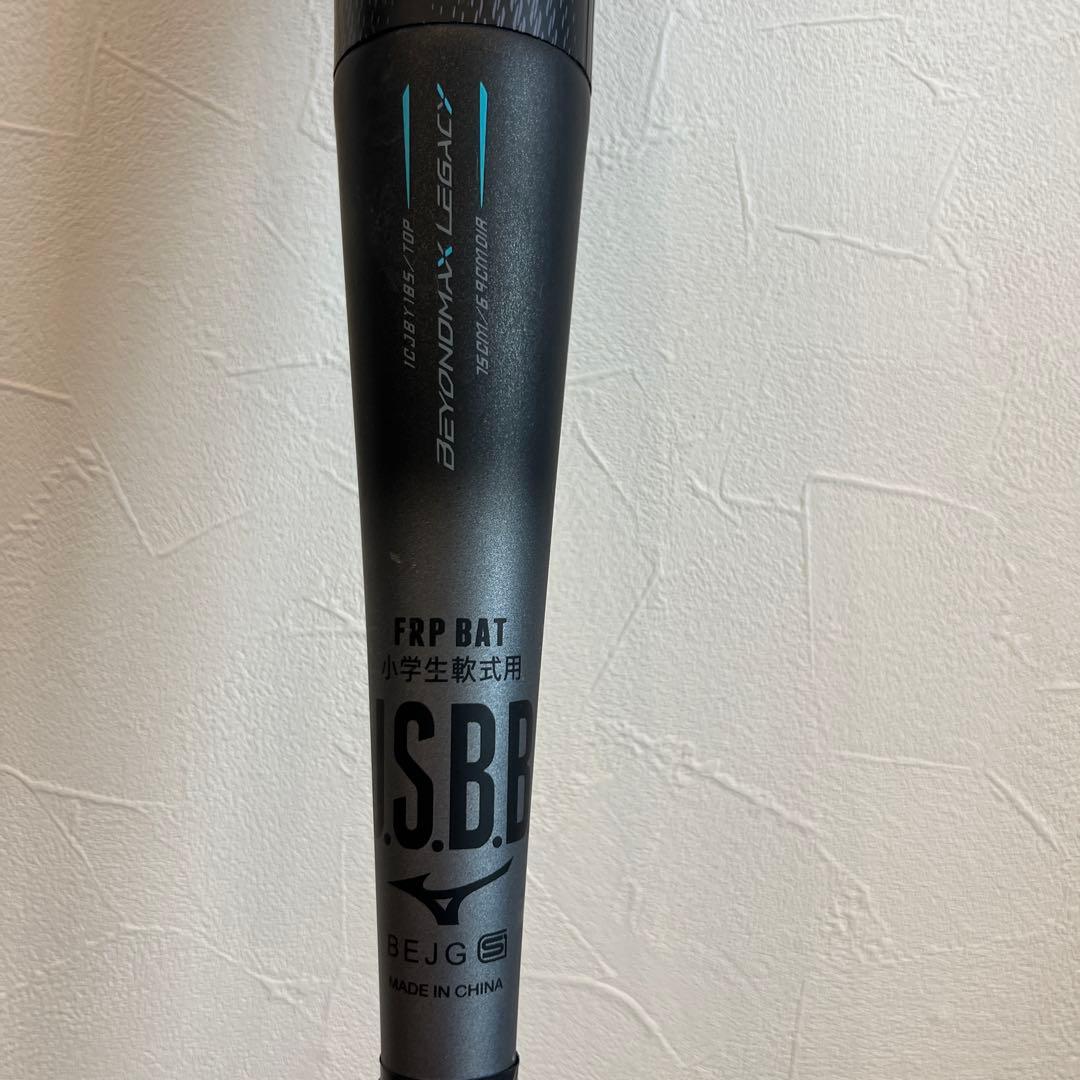 1CJBY185/TOP
BEYONDMAX LEGACY
75CM/6.9CMDIA
FRP BAT
小学生軟式用
J.S.B.B
BEJG S
MADE IN CHINA